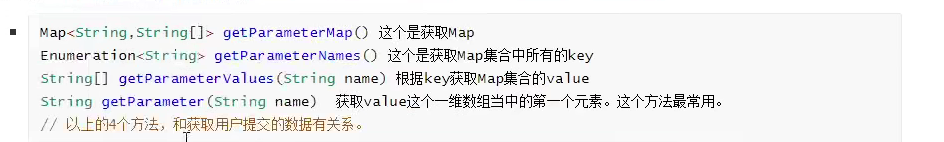 Map<String,String[]> getParameterMap() 这个是获取Map
Enumeration<String> getParameterNames() 这个是获取Map集合中所有的key
String[] getParameterValues(String name) 根据key获取Map集合的value
String getParameter(String name)  获取value这个一维数组当中的第一个元素。这个方法最常用。
// 以上的4个方法，和获取用户提交的数据有关系。